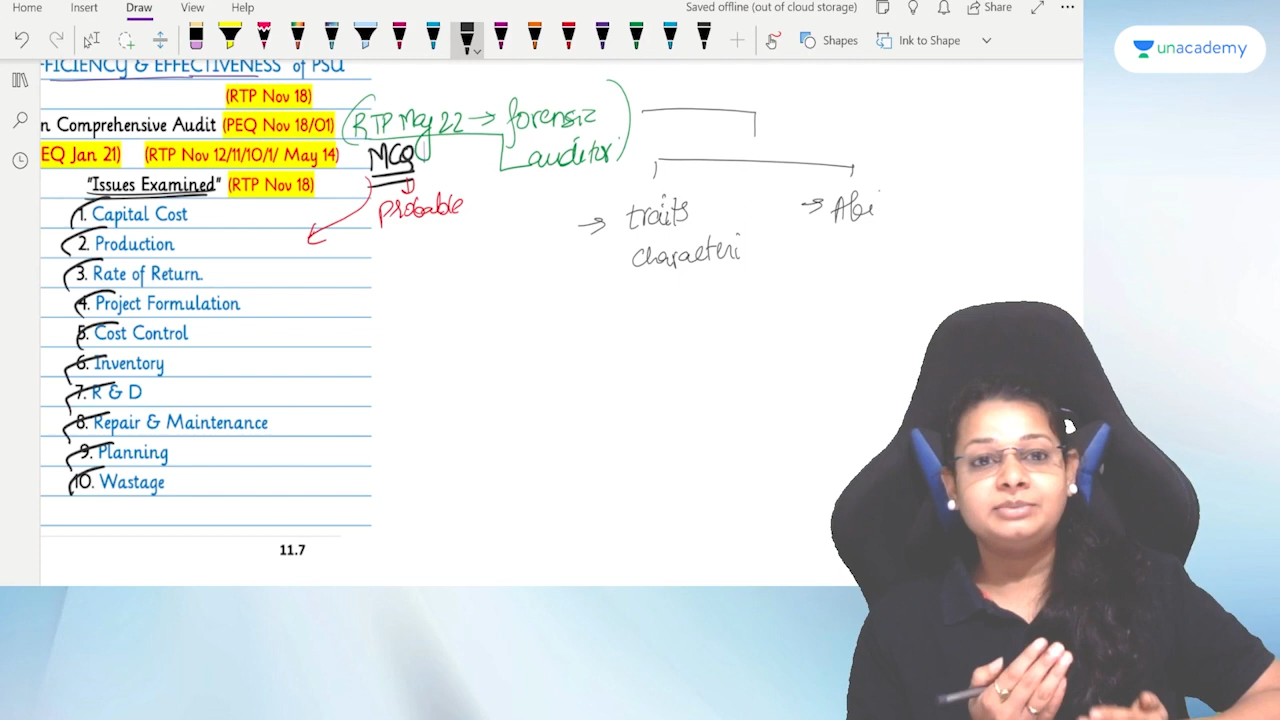 Home Insert Draw View Help
Saved offline (out of cloud storage) Share
Shapes Ink to Shape
unacademy
FICIENCY & EFFECTIVENESS of PSU
(RTP Nov 18)
n Comprehensive Audit (PEQ Nov 18/01)
EQ Jan 21) (RTP Nov 12/11/10/1/ May 14)
"Issues Examined" (RTP Nov 18)
1. Capital Cost
2. Production
3. Rate of Return.
4. Project Formulation
5. Cost Control
6. Inventory
7. R & D
8. Repair & Maintenance
9. Planning
10. Wastage
11.7
(RTP May 22 → forensic
auditor)
MCQ
Probable
→ traits
characteri
→ Abi